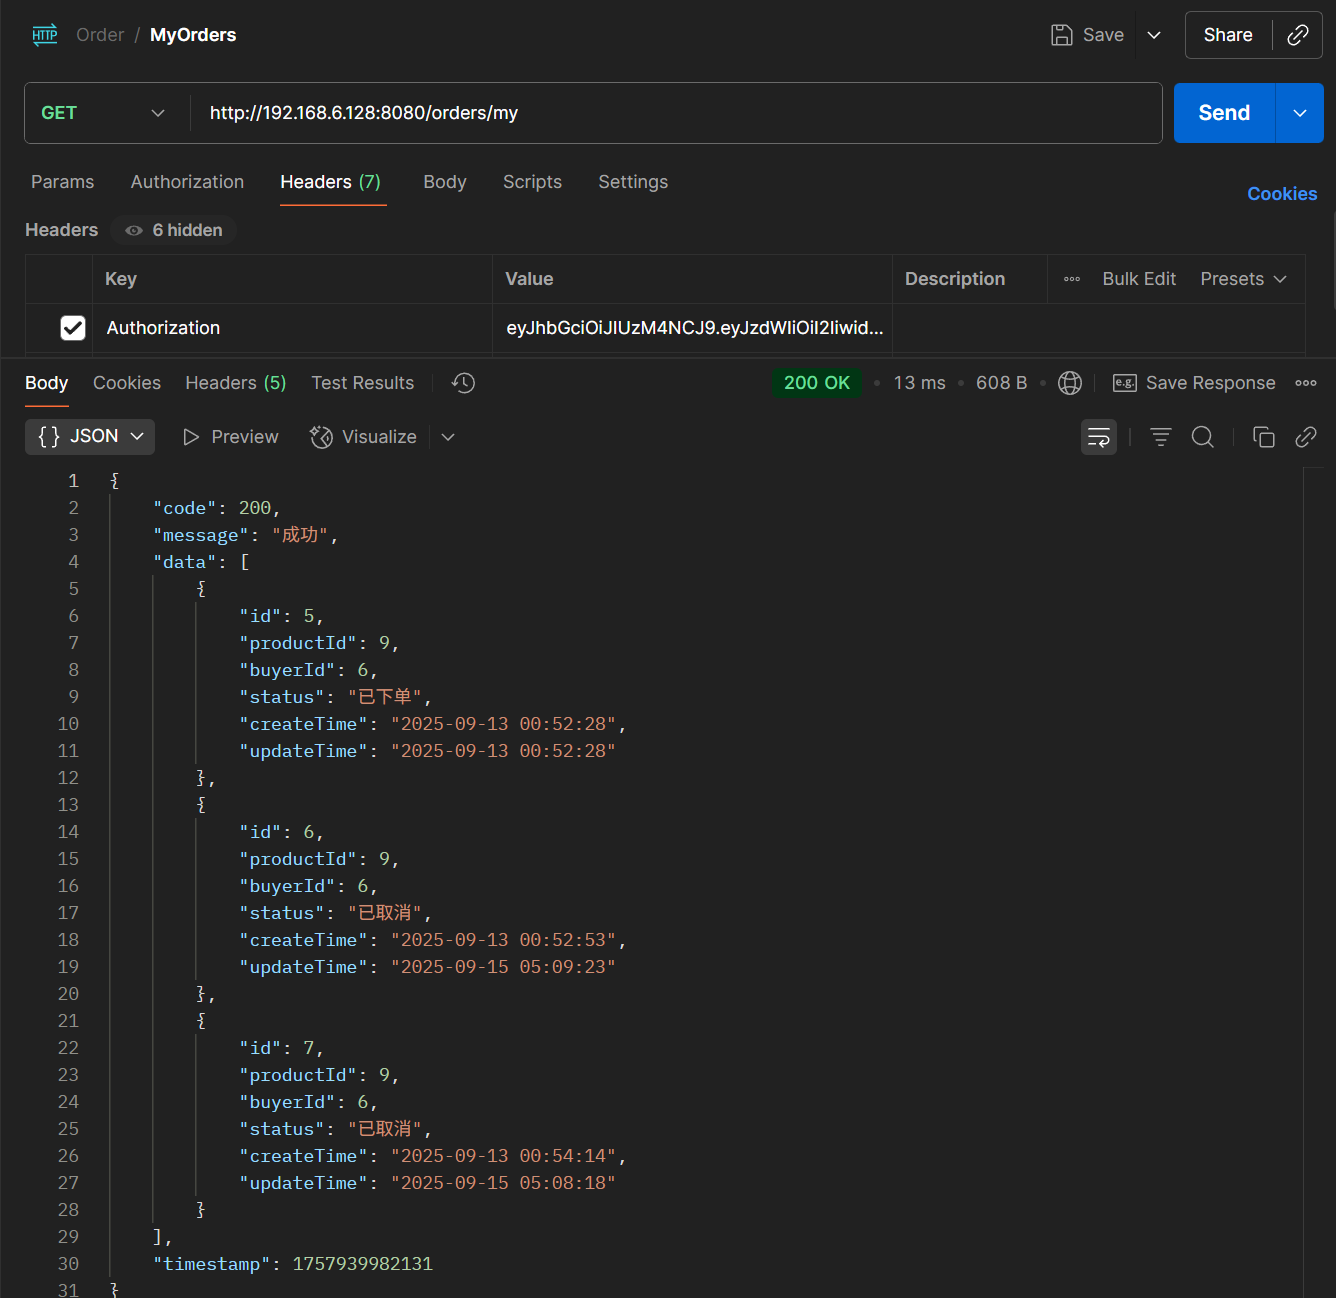 HTTP Order / MyOrders Save Share
GET http://192.168.6.128:8080/orders/my Send
Params Authorization Headers (7) Body Scripts Settings Cookies
Headers 6 hidden
Key Value Description Bulk Edit Presets
Authorization eyJhbGciOiJIUzM4NCJ9.eyJzdWIiOiI2Iiwid...
Body Cookies Headers (5) Test Results 200 OK 13 ms 608 B e.g. Save Response
{} JSON Preview Visualize
1 {
2 "code": 200,
3 "message": "成功",
4 "data": [
5 {
6 "id": 5,
7 "productId": 9,
8 "buyerId": 6,
9 "status": "已下单",
10 "createTime": "2025-09-13 00:52:28",
11 "updateTime": "2025-09-13 00:52:28"
12 },
13 {
14 "id": 6,
15 "productId": 9,
16 "buyerId": 6,
17 "status": "已取消",
18 "createTime": "2025-09-13 00:52:53",
19 "updateTime": "2025-09-15 05:09:23"
20 },
21 {
22 "id": 7,
23 "productId": 9,
24 "buyerId": 6,
25 "status": "已取消",
26 "createTime": "2025-09-13 00:54:14",
27 "updateTime": "2025-09-15 05:08:18"
28 }
29 ],
30 "timestamp": 1757939982131
31 }